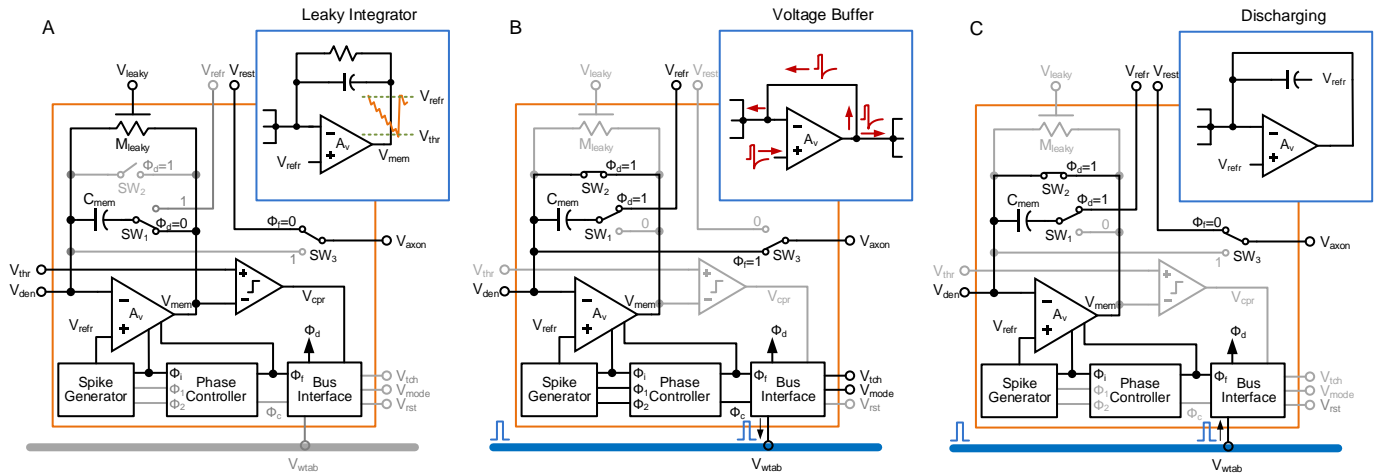 Leaky Integrator
Voltage Buffer
Discharging
A
V_leaky
V_refr
V_rest
V_refr
V_thr
A_v
V_mem
V_refr
M_leaky
Φ_d=1
SW_2
1
C_mem
Φ_d=0
SW_1
Φ_f=0
V_axon
1
SW_3
V_thr
V_den
V_mem
A_v
V_cpr
V_refr
Φ_d
Spike Generator
Φ_i
Φ_1
Φ_2
Phase Controller
Φ_f
Bus Interface
V_tch
V_mode
V_rst
Φ_c
V_wtab
B
V_leaky
V_refr
V_rest
A_v
M_leaky
Φ_d=1
SW_2
C_mem
Φ_d=1
SW_1
0
0
V_axon
SW_3
Φ_f=1
V_thr
V_den
V_mem
A_v
V_cpr
V_refr
Φ_d
Spike Generator
Φ_i
Φ_1
Φ_2
Phase Controller
Φ_f
Bus Interface
V_tch
V_mode
V_rst
Φ_c
V_wtab
C
V_leaky
V_refr
V_rest
V_refr
A_v
V_refr
M_leaky
Φ_d=1
SW_2
C_mem
Φ_d=1
SW_1
0
Φ_f=0
V_axon
SW_3
1
V_thr
V_den
V_mem
A_v
V_cpr
V_refr
Φ_d
Spike Generator
Φ_i
Φ_1
Φ_2
Phase Controller
Φ_f
Bus Interface
V_tch
V_mode
V_rst
Φ_c
V_wtab